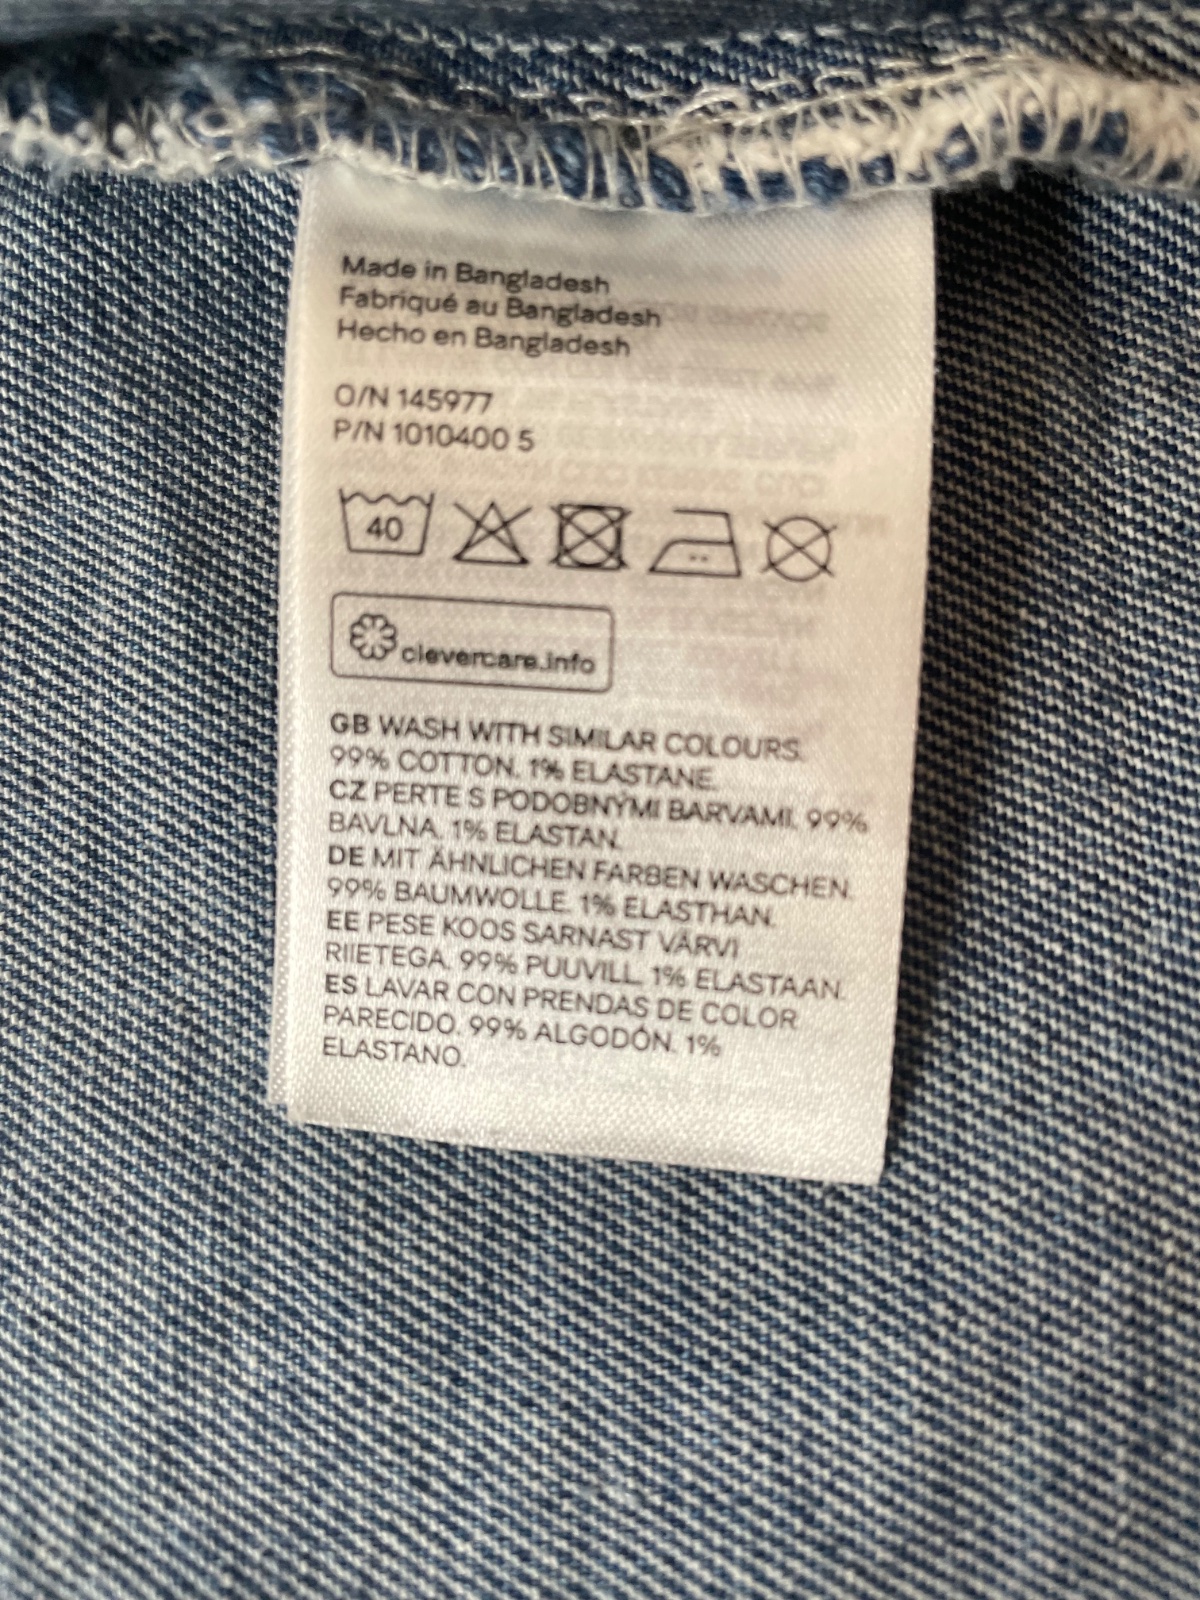 Made in Bangladesh
Fabriqué au Bangladesh
Hecho en Bangladesh
O/N 145977
P/N 1010400 5
40
clevercare.info
GB WASH WITH SIMILAR COLOURS.
99% COTTON. 1% ELASTANE.
CZ PERTE S PODOBNÝMI BARVAMI. 99%
BAVLNA. 1% ELASTAN.
DE MIT ÄHNLICHEN FARBEN WASCHEN.
99% BAUMWOLLE. 1% ELASTHAN.
EE PESE KOOS SARNAST VÄRVI
RIIETEGA. 99% PUUVILL. 1% ELASTAAN.
ES LAVAR CON PRENDAS DE COLOR
PARECIDO. 99% ALGODÓN. 1%
ELASTANO.